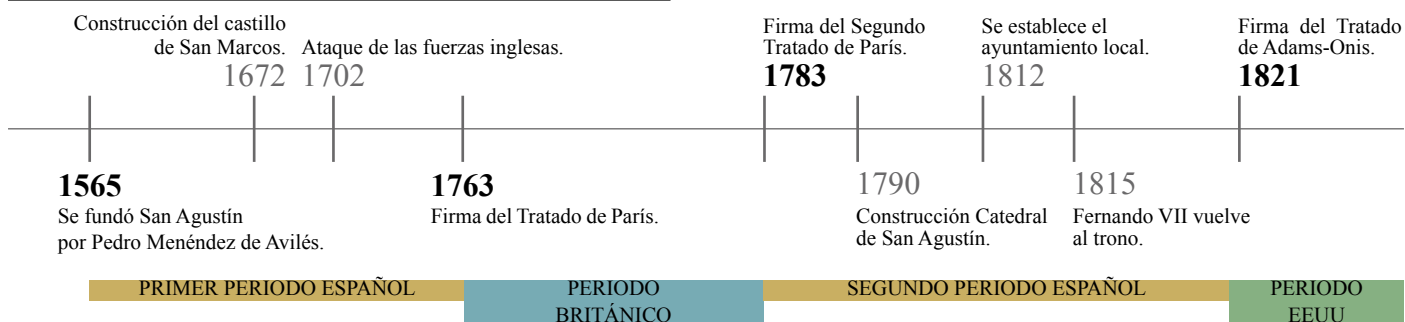 Construcción del castillo
de San Marcos.
1672
Ataque de las fuerzas inglesas.
1702
Firma del Segundo
Tratado de París.
1783
Se establece el
ayuntamiento local.
1812
Firma del Tratado
de Adams-Onis.
1821
1565
Se fundó San Agustín
por Pedro Menéndez de Avilés.
1763
Firma del Tratado de París.
1790
Construcción Catedral
de San Agustín.
1815
Fernando VII vuelve
al trono.
PRIMER PERIODO ESPAÑOL
PERIODO
BRITÁNICO
SEGUNDO PERIODO ESPAÑOL
PERIODO
EEUU